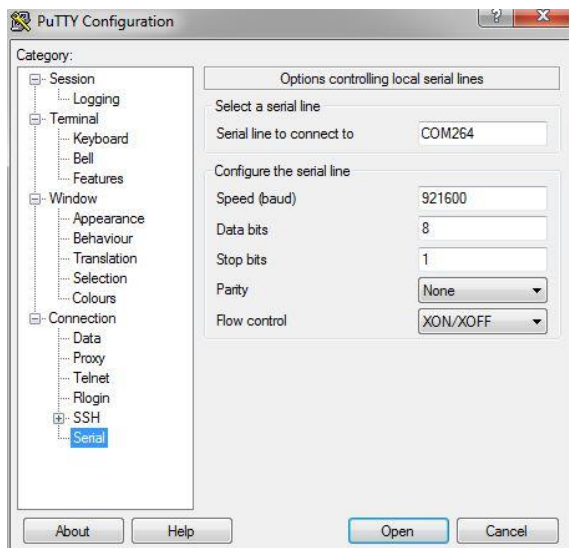 PuTTY Configuration
Category:
Session
Logging
Terminal
Keyboard
Bell
Features
Window
Appearance
Behaviour
Translation
Selection
Colours
Connection
Data
Proxy
Telnet
Rlogin
SSH
Serial
Options controlling local serial lines
Select a serial line
Serial line to connect to COM264
Configure the serial line
Speed (baud) 921600
Data bits 8
Stop bits 1
Parity None
Flow control XON/XOFF
About Help Open Cancel